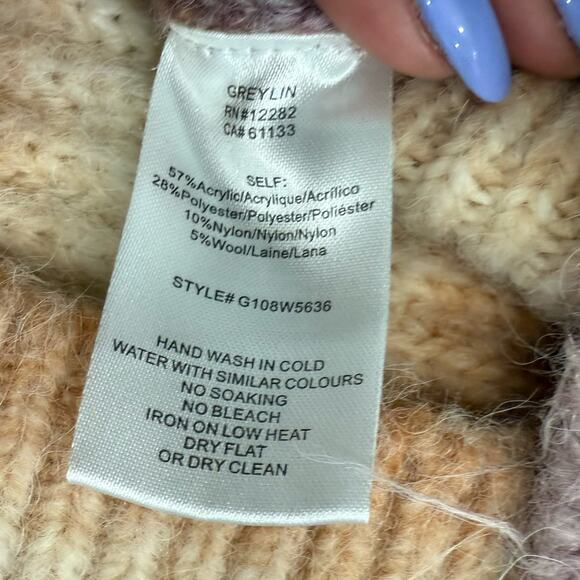 GREYLIN
RN#12282
CA#61133
SELF:
57%Acrylic/Acrylique/Acrílico
28%Polyester/Polyester/Poliéster
10%Nylon/Nylon/Nylon
5%Wool/Laine/Lana
STYLE# G108W5636
HAND WASH IN COLD
WATER WITH SIMILAR COLOURS
NO SOAKING
NO BLEACH
IRON ON LOW HEAT
DRY FLAT
OR DRY CLEAN